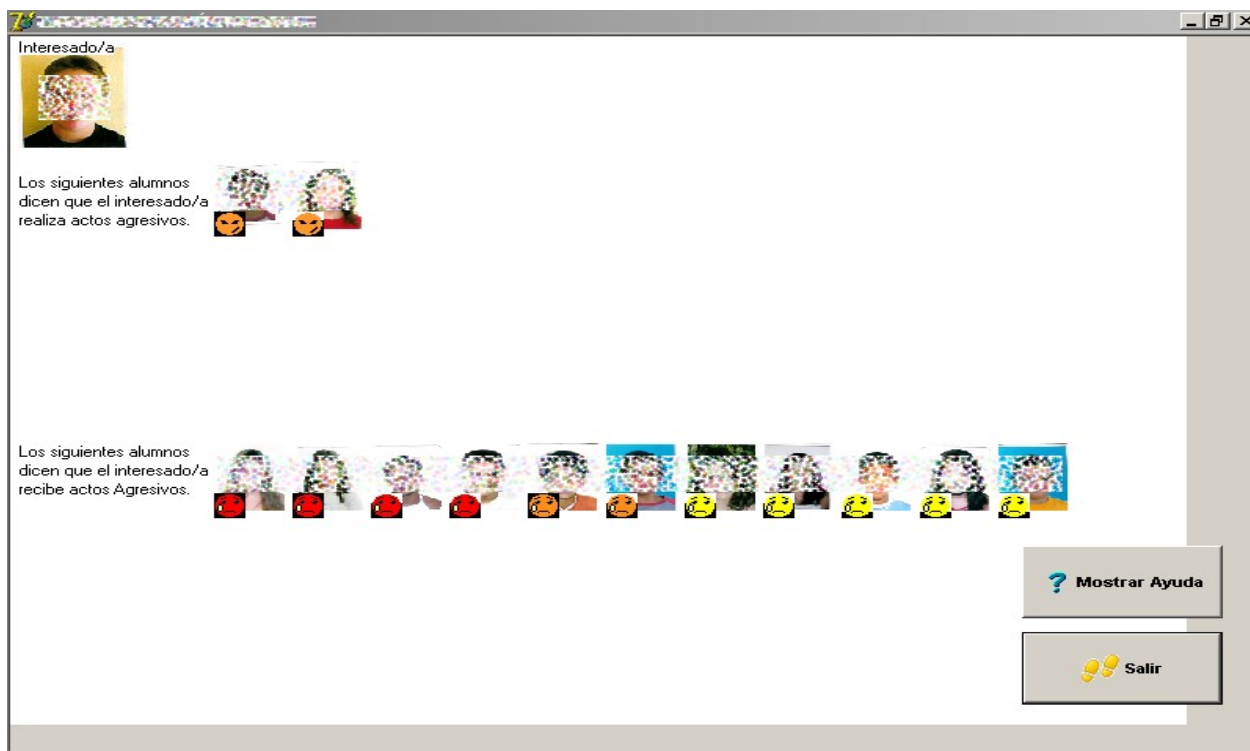 Interesado/a
Los siguientes alumnos
dicen que el interesado/a
realiza actos agresivos.
Los siguientes alumnos
dicen que el interesado/a
recibe actos Agresivos.
Mostrar Ayuda
Salir